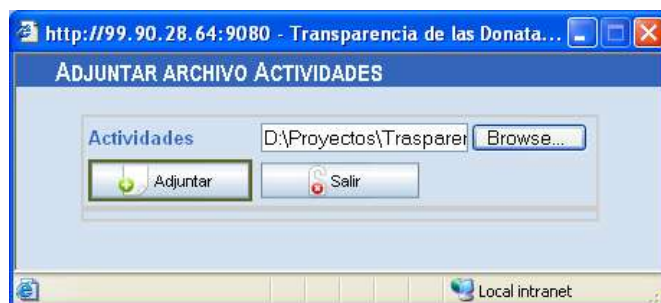 http://99.90.28.64:9080 - Transparencia de las Donata...
ADJUNTAR ARCHIVO ACTIVIDADES
Actividades D:\Proyectos\Trasparer Browse...
Adjuntar Salir
Local intranet